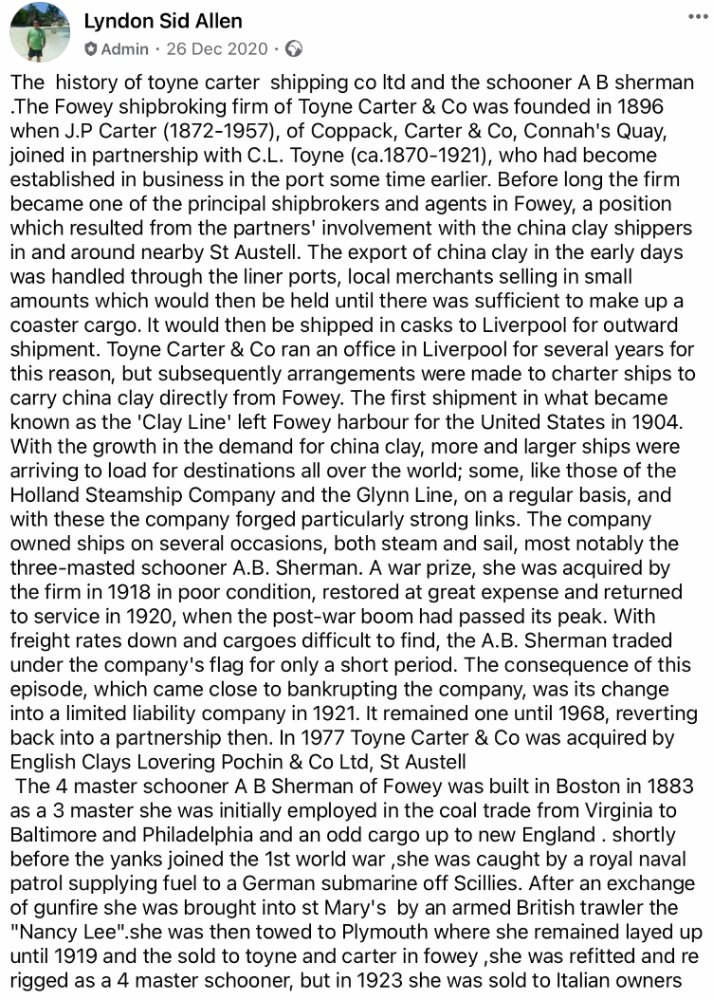 Lyndon Sid Allen
Admin · 26 Dec 2020 ·
The  history of toyne carter  shipping co ltd and the schooner A B sherman
.The Fowey shipbroking firm of Toyne Carter & Co was founded in 1896
when J.P Carter (1872-1957), of Coppack, Carter & Co, Connah's Quay,
joined in partnership with C.L. Toyne (ca.1870-1921), who had become
established in business in the port some time earlier. Before long the firm
became one of the principal shipbrokers and agents in Fowey, a position
which resulted from the partners' involvement with the china clay shippers
in and around nearby St Austell. The export of china clay in the early days
was handled through the liner ports, local merchants selling in small
amounts which would then be held until there was sufficient to make up a
coaster cargo. It would then be shipped in casks to Liverpool for outward
shipment. Toyne Carter & Co ran an office in Liverpool for several years for
this reason, but subsequently arrangements were made to charter ships to
carry china clay directly from Fowey. The first shipment in what became
known as the 'Clay Line' left Fowey harbour for the United States in 1904.
With the growth in the demand for china clay, more and larger ships were
arriving to load for destinations all over the world; some, like those of the
Holland Steamship Company and the Glynn Line, on a regular basis, and
with these the company forged particularly strong links. The company
owned ships on several occasions, both steam and sail, most notably the
three-masted schooner A.B. Sherman. A war prize, she was acquired by
the firm in 1918 in poor condition, restored at great expense and returned
to service in 1920, when the post-war boom had passed its peak. With
freight rates down and cargoes difficult to find, the A.B. Sherman traded
under the company's flag for only a short period. The consequence of this
episode, which came close to bankrupting the company, was its change
into a limited liability company in 1921. It remained one until 1968, reverting
back into a partnership then. In 1977 Toyne Carter & Co was acquired by
English Clays Lovering Pochin & Co Ltd, St Austell
The 4 master schooner A B Sherman of Fowey was built in Boston in 1883
as a 3 master she was initially employed in the coal trade from Virginia to
Baltimore and Philadelphia and an odd cargo up to new England . shortly
before the yanks joined the 1st world war ,she was caught by a royal naval
patrol supplying fuel to a German submarine off Scillies. After an exchange
of gunfire she was brought into st Mary's  by an armed British trawler the
"Nancy Lee".she was then towed to Plymouth where she remained layed up
until 1919 and the sold to toyne and carter in fowey ,she was refitted and re
rigged as a 4 master schooner, but in 1923 she was sold to Italian owners